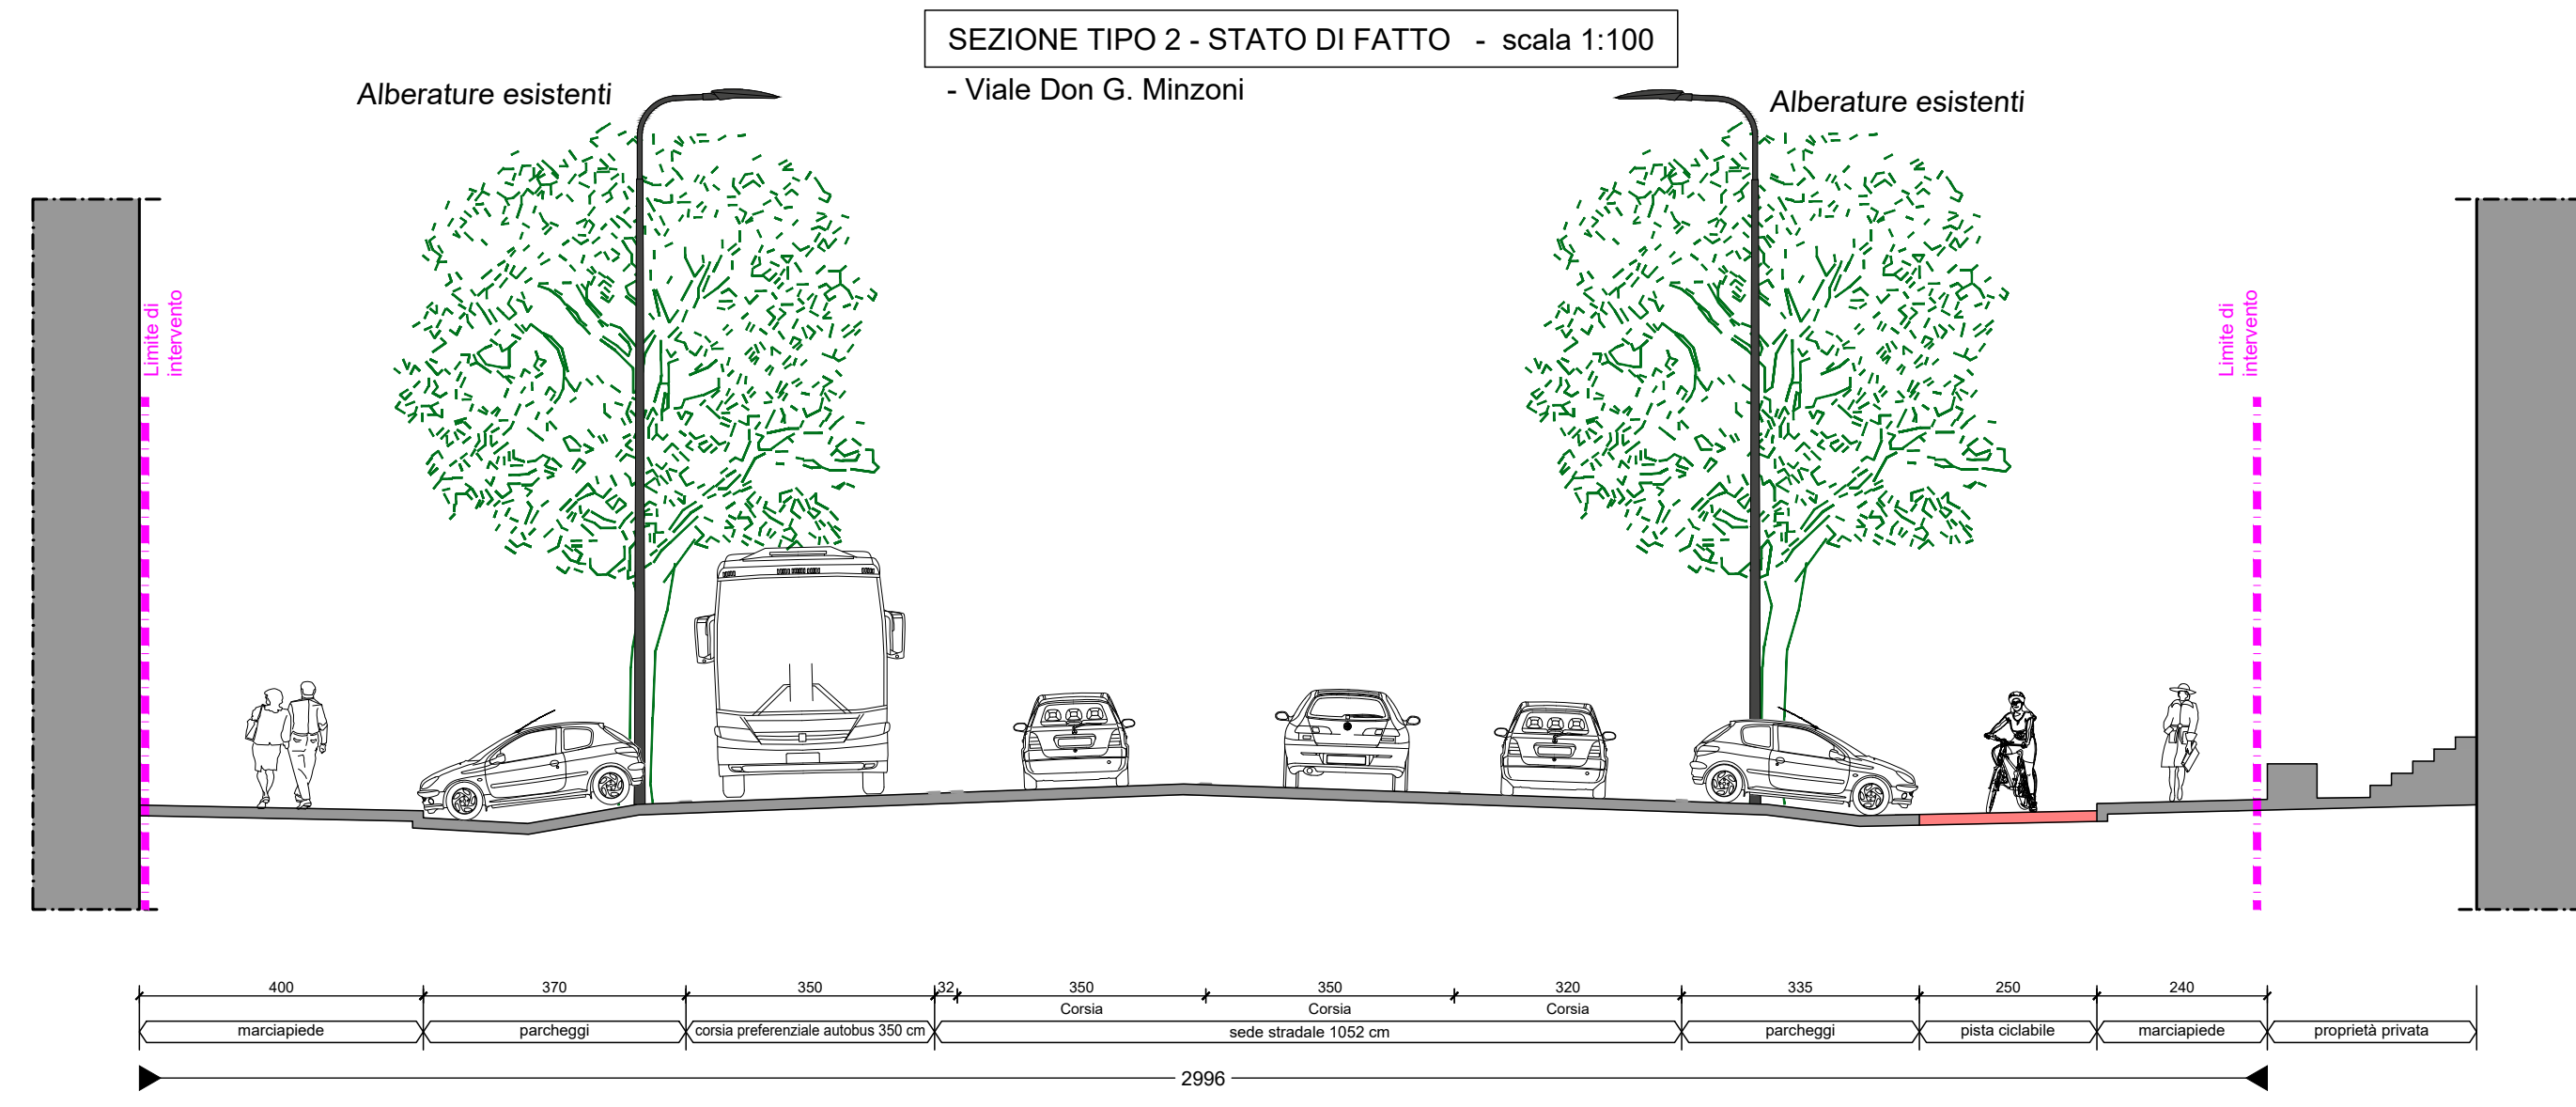 SEZIONE TIPO 2 - STATO DI FATTO - scala 1:100
- Viale Don G. Minzoni
Alberature esistenti
Alberature esistenti
Limite di
intervento
Limite di
intervento
400
370
350
32
350
350
320
335
250
240
Corsia
Corsia
Corsia
marciapiede
parcheggi
corsia preferenziale autobus 350 cm
sede stradale 1052 cm
parcheggi
pista ciclabile
marciapiede
proprietà privata
2996